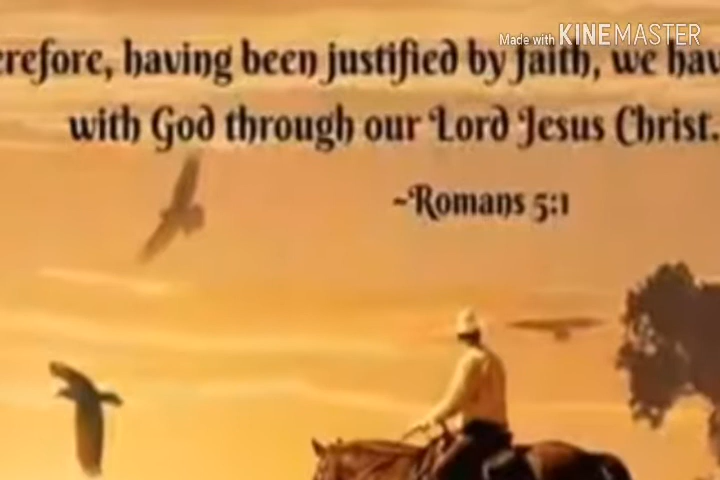 Made with KINEMASTER
erefore, having been justified by faith, we hav
with God through our Lord Jesus Christ.
~Romans 5:1